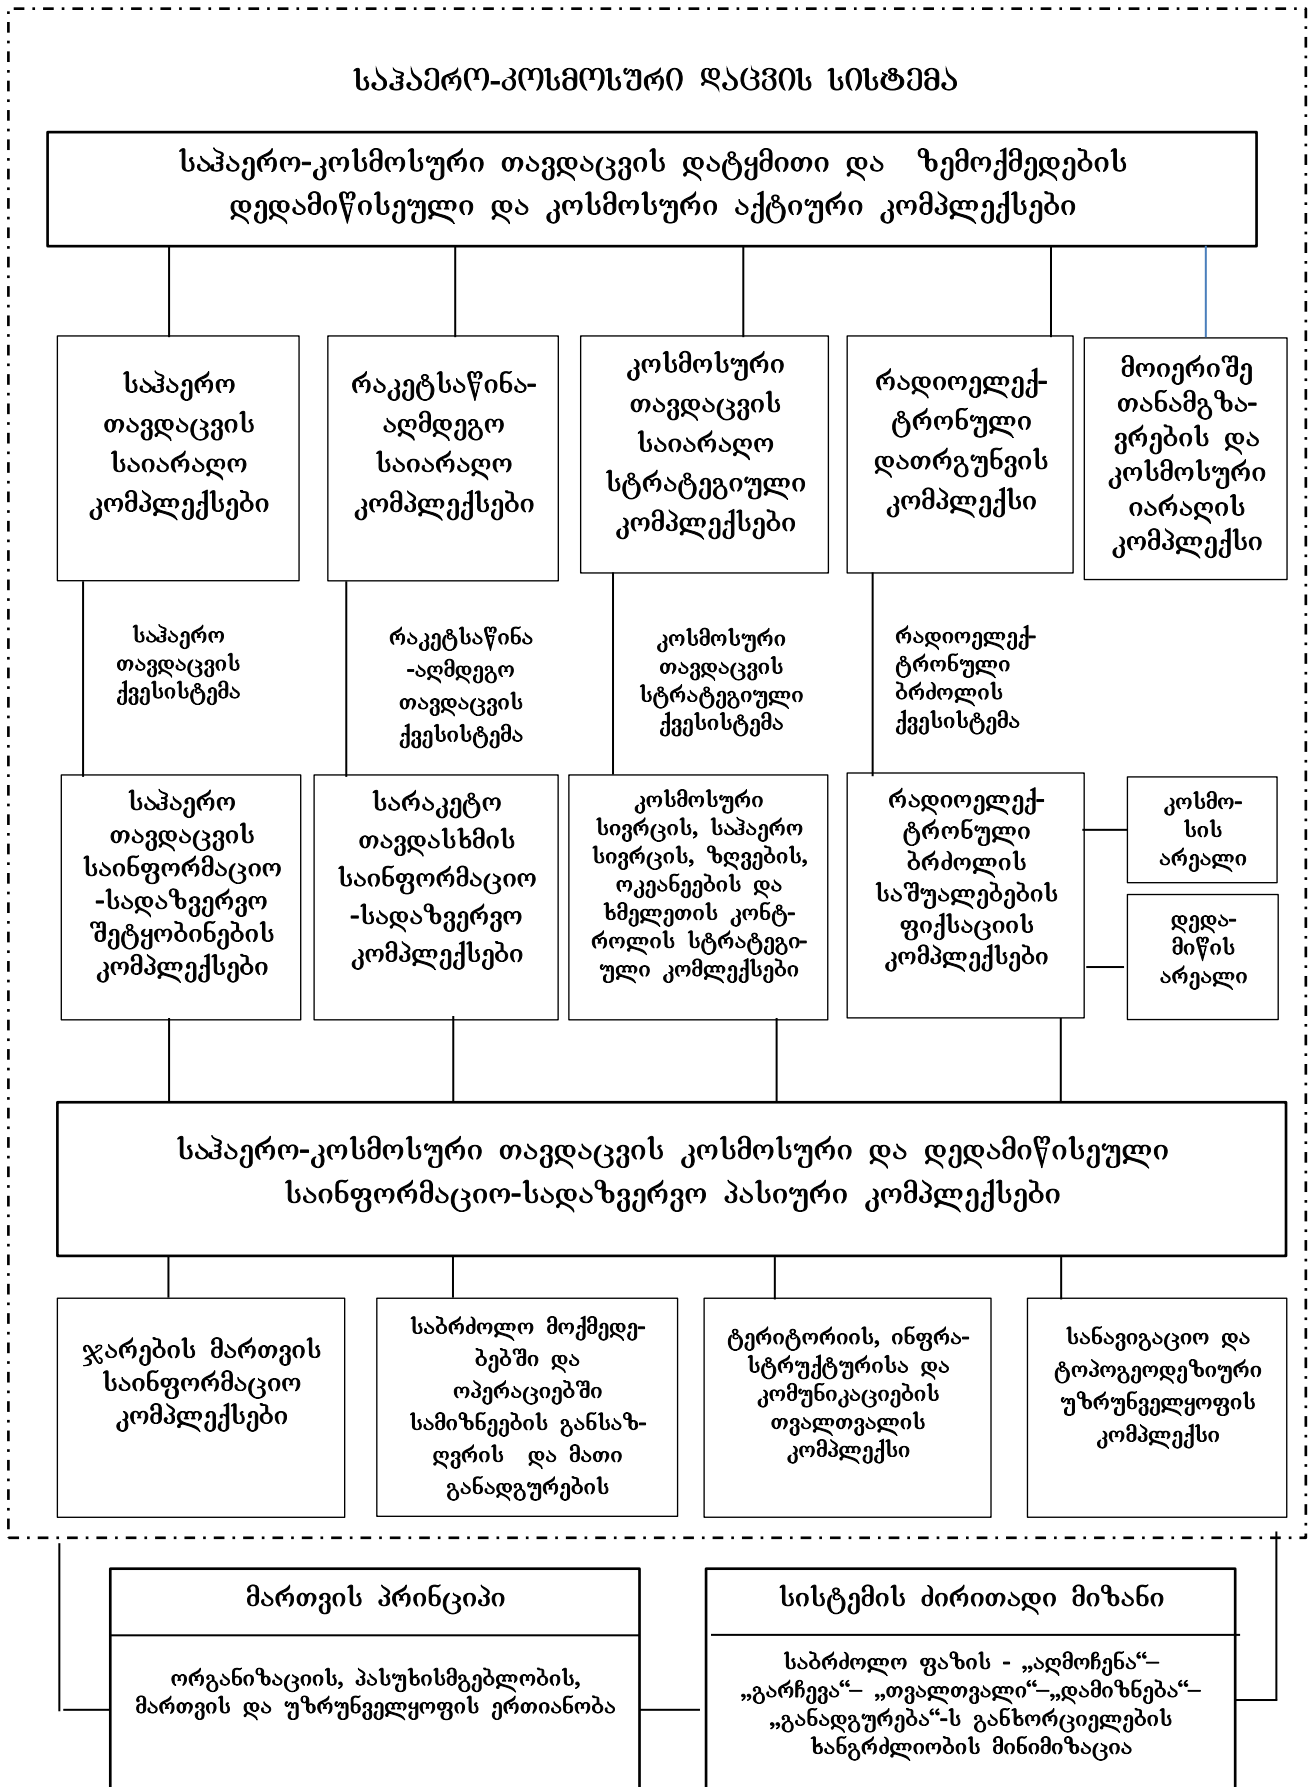 საჰაერო-კოსმოსური დაცვის სისტემა
საჰაერო-კოსმოსური თავდაცვის დატყმითი და ზემოქმედების
დედამიწისეული და კოსმოსური აქტიური კომპლექსები
საჰაერო
თავდაცვის
საიარაღო
კომპლექსები
რაკეტსაწინა-
აღმდეგო
საიარაღო
კომპლექსები
კოსმოსური
თავდაცვის
საიარაღო
სტრატეგიული
კომპლექსები
რადიოელექ-
ტრონული
დათრგუნვის
კომპლექსი
მოიერიშე
თანამგზა-
ვრების და
კოსმოსური
იარაღის
კომპლექსი
საჰაერო
თავდაცვის
ქვესისტემა
რაკეტსაწინა
-აღმდეგო
თავდაცვის
ქვესისტემა
კოსმოსური
თავდაცვის
სტრატეგიული
ქვესისტემა
რადიოელექ-
ტრონული
ბრძოლის
ქვესისტემა
საჰაერო
თავდაცვის
საინფორმაციო
-სადაზვერვო
შეტყობინების
კომპლექსები
სარაკეტო
თავდასხმის
საინფორმაციო
-სადაზვერვო
კომპლექსები
კოსმოსური
სივრცის, საჰაერო
სივრცის, ზღვების,
ოკეანეების და
ხმელეთის კონტ-
როლის სტრატეგი-
ული კომლექსები
რადიოელექ-
ტრონული
ბრძოლის
საშუალებების
ფიქსაციის
კომპლექსები
კოსმო-
სის
არეალი
დედა-
მიწის
არეალი
საჰაერო-კოსმოსური თავდაცვის კოსმოსური და დედამიწისეული
საინფორმაციო-სადაზვერვო პასიური კომპლექსები
ჯარების მართვის
საინფორმაციო
კომპლექსები
საბრძოლო მოქმედე-
ბებში და
ოპერაციებში
სამიზნეების განსაზ-
ღვრის და მათი
განადგურების
ტერიტორიის, ინფრა-
სტრუქტურისა და
კომუნიკაციების
თვალთვალის
კომპლექსი
სანავიგაციო და
ტოპოგეოდეზიური
უზრუნველყოფის
კომპლექსი
მართვის პრინციპი
ორგანიზაციის, პასუხისმგებლობის,
მართვის და უზრუნველყოფის ერთიანობა
სისტემის ძირითადი მიზანი
საბრძოლო ფაზის - „აღმოჩენა“–
„გარჩევა“– „თვალთვალი“–„დამიზნება“–
„განადგურება“-ს განხორციელების
ხანგრძლიობის მინიმიზაცია